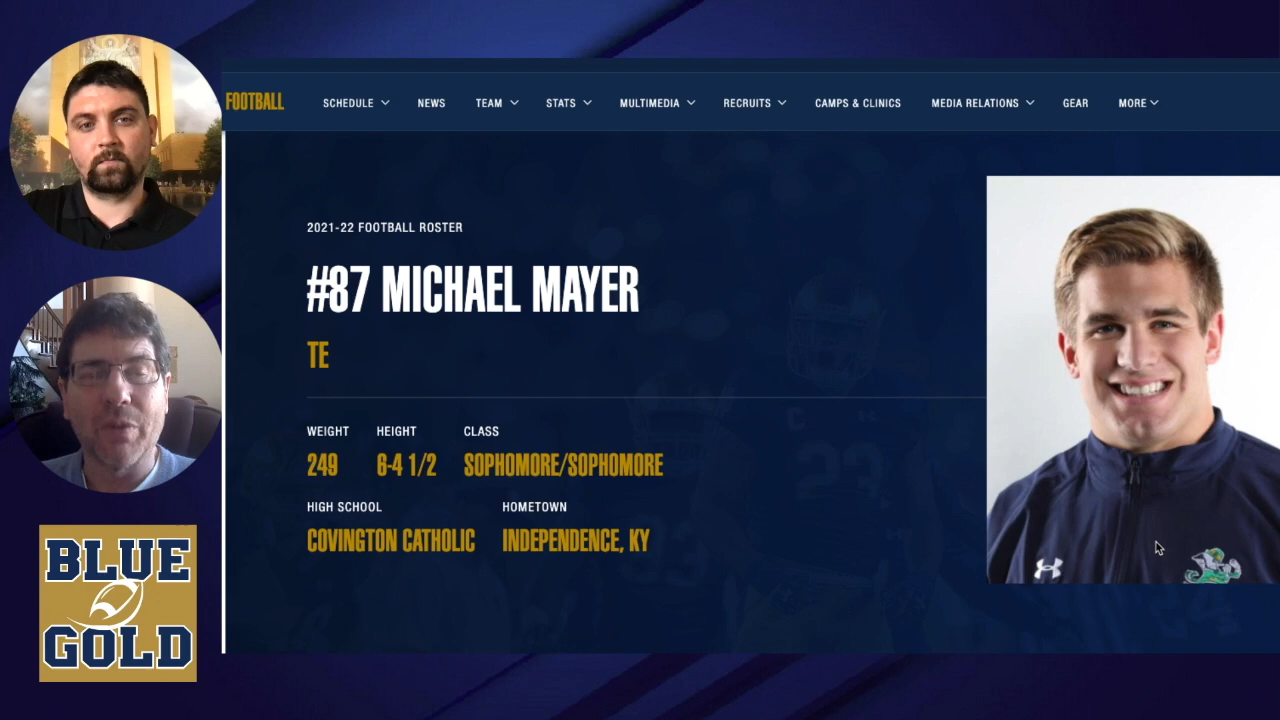 FOOTBALL
SCHEDULE NEWS TEAM STATS MULTIMEDIA RECRUITS CAMPS & CLINICS MEDIA RELATIONS GEAR MORE
2021-22 FOOTBALL ROSTER
#87 MICHAEL MAYER
TE
WEIGHT HEIGHT CLASS
249 6-4 1/2 SOPHOMORE/SOPHOMORE
HIGH SCHOOL HOMETOWN
COVINGTON CATHOLIC INDEPENDENCE, KY
BLUE
GOLD